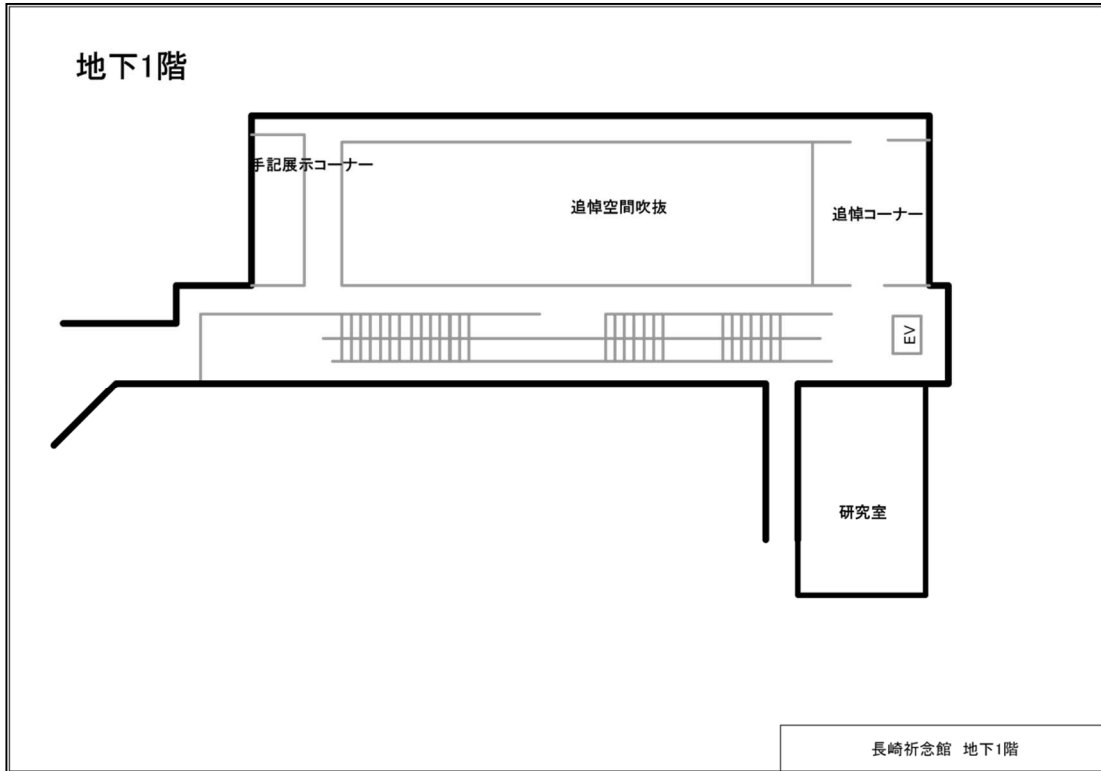 地下1階
手記展示コーナー
追悼空間吹抜
追悼コーナー
EV
研究室
長崎祈念館 地下1階